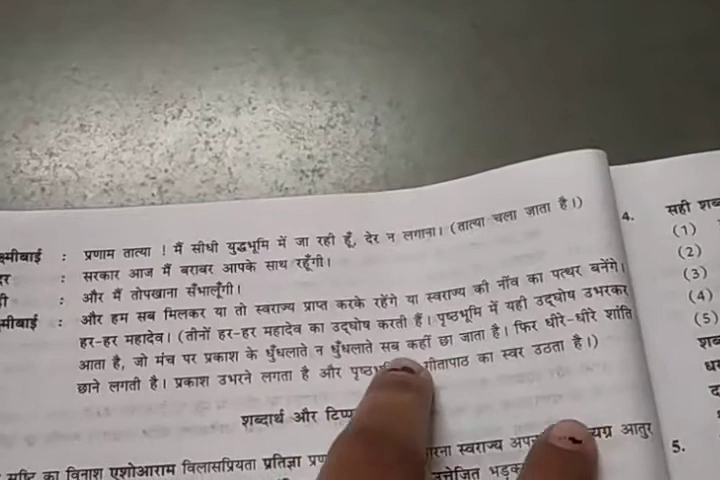 क्ष्मीबाई : प्रणाम तात्या ! मैं सीधी युद्धभूमि में जा रही हूँ, देर न लगाना। (तात्या चला जाता है।)
: सरकार आज मैं बराबर आपके साथ रहूँगी।
: और मैं तोपखाना सँभालूँगी।
मीबाई : और हम सब मिलकर या तो स्वराज्य प्राप्त करके रहेंगे या स्वराज्य की नींव का पत्थर बनेंगे।
हर-हर महादेव। (तीनों हर-हर महादेव का उद्घोष करती हैं। पृष्ठभूमि में यही उद्घोष उभरकर
आता है, जो मंच पर प्रकाश के धुँधलाते न धुँधलाते सब कहीं छा जाता है। फिर धीरे-धीरे शांति
छाने लगती है। प्रकाश उभरने लगता है और गीतापाठ का स्वर उठता है।)
शब्दार्थ और
का विनाश एशोआराम विलासप्रियता प्रतिज्ञा स्वराज्य आतुर
उत्तेजित
4. सही
(1)
(2)
(3)
(4)
(5)
5.